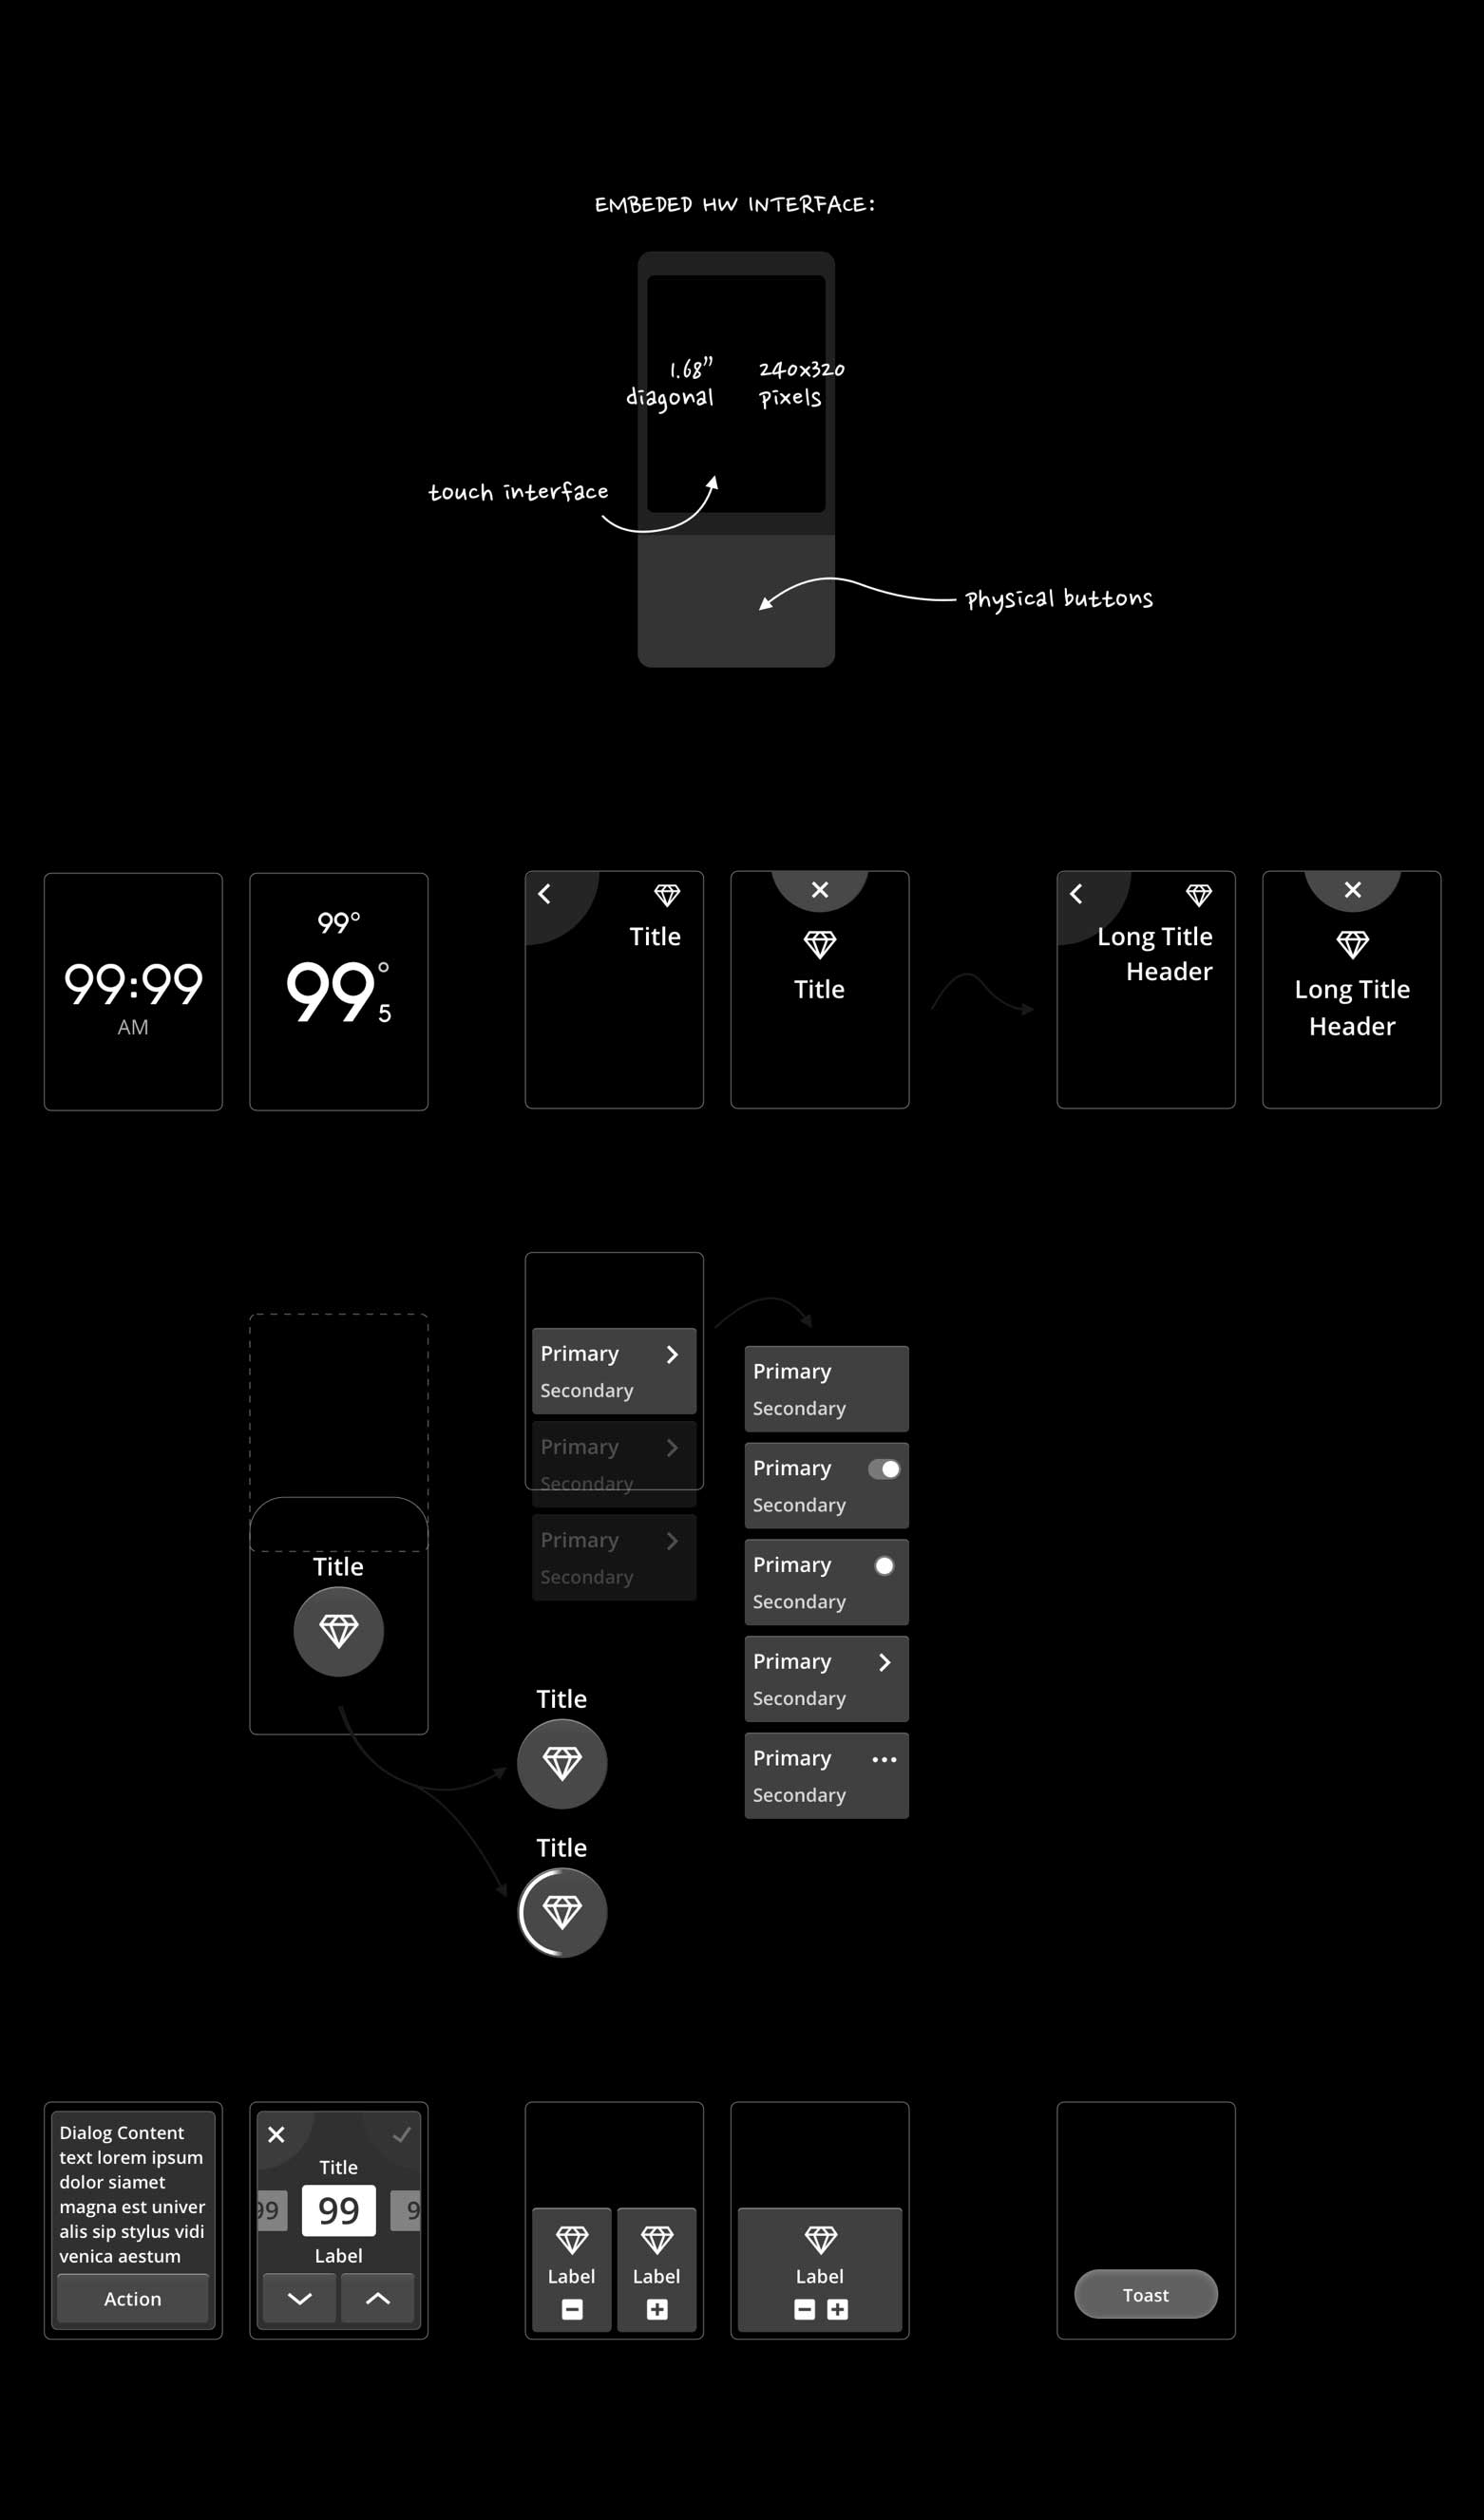 EMBEDED HW INTERFACE:
1.68”
diagonal
240x320
pixels
touch interface
physical buttons
99:99
AM
99°
99°
5
Title
Title
Long Title
Header
Long Title
Header
Primary
Secondary
Primary
Secondary
Primary
Secondary
Primary
Secondary
Primary
Secondary
Primary
Secondary
Primary
Secondary
Primary
Secondary
Title
Title
Title
Dialog Content
text lorem ipsum
dolor siamet
magna est univer
alis sip stylus vidi
venica aestum
Action
Title
99 99 9
Label
Label
Label
Label
Toast